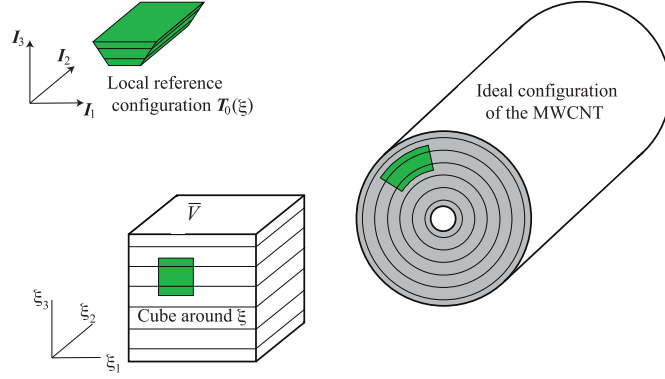 I3
I2
I1
Local reference
configuration T0(ξ)
Ideal configuration
of the MWCNT
V̅
ξ3
ξ2
ξ1
Cube around ξ